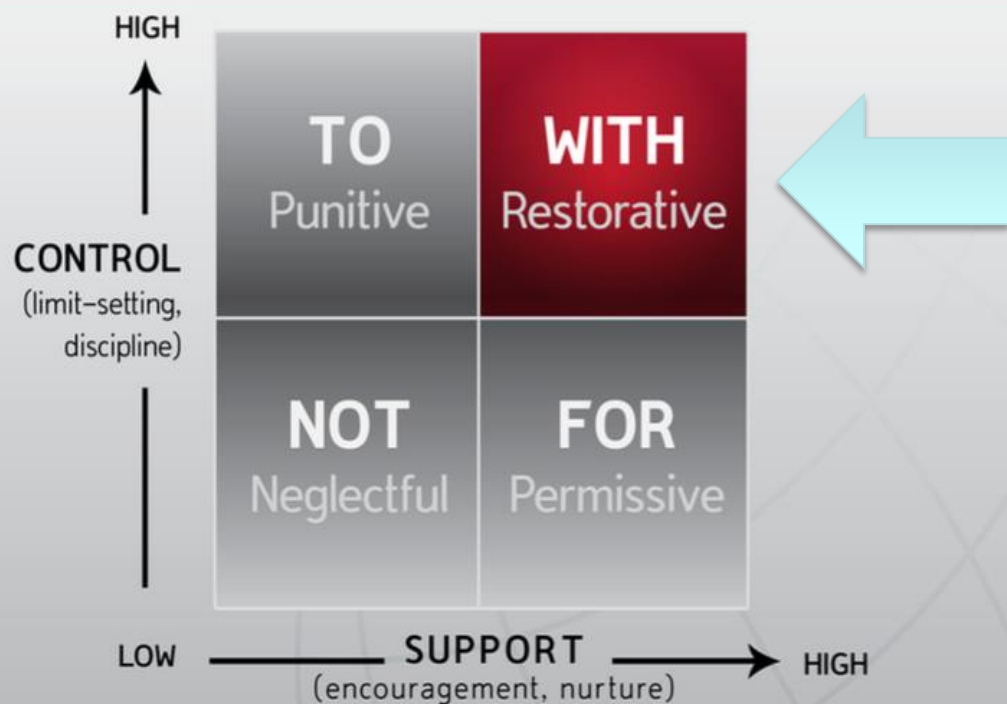 HIGH
TO
Punitive
WITH
Restorative
CONTROL
(limit-setting,
discipline)
NOT
Neglectful
FOR
Permissive
LOW
SUPPORT
(encouragement, nurture)
HIGH